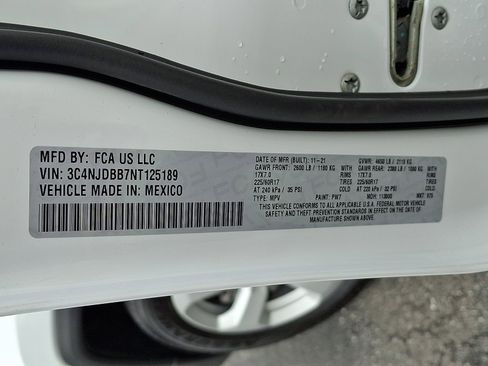 MFD BY: FCA US LLC
VIN: 3C4NJDBB7NT125189
VEHICLE MADE IN: MEXICO
DATE OF MFR (BUILT): 11-21 GVWR: 4650 LB / 2110 KG
GAWR FRONT: 2600 LB / 1180 KG GAWR REAR: 2380 LB / 1080 KG
17X7.0 RIMS 17X7.0 RIMS
225/60R17 TIRES 225/60R17 TIRES
AT 240 kPa / 35 PSI AT 220 kPa / 32 PSI
TYPE: MPV PAINT: PW7 MDH: 113000 MKT:
THIS VEHICLE CONFORMS TO ALL APPLICABLE U.S.A. FEDERAL MOTOR VEHICLE
SAFETY AND THEFT PREVENTION STANDARDS IN EFFECT ON THE DATE OF
MANUFACTURE SHOWN ABOVE.